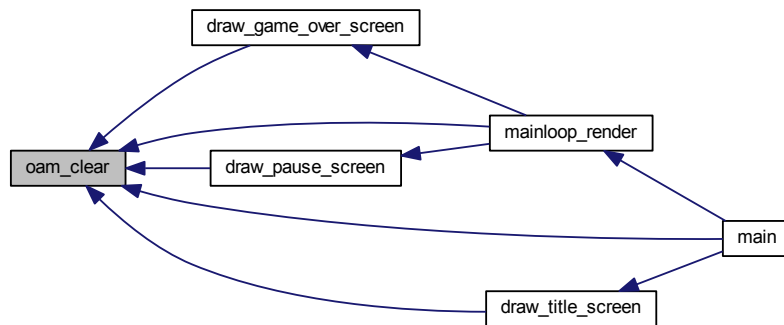 draw_game_over_screen
mainloop_render
oam_clear
draw_pause_screen
main
draw_title_screen